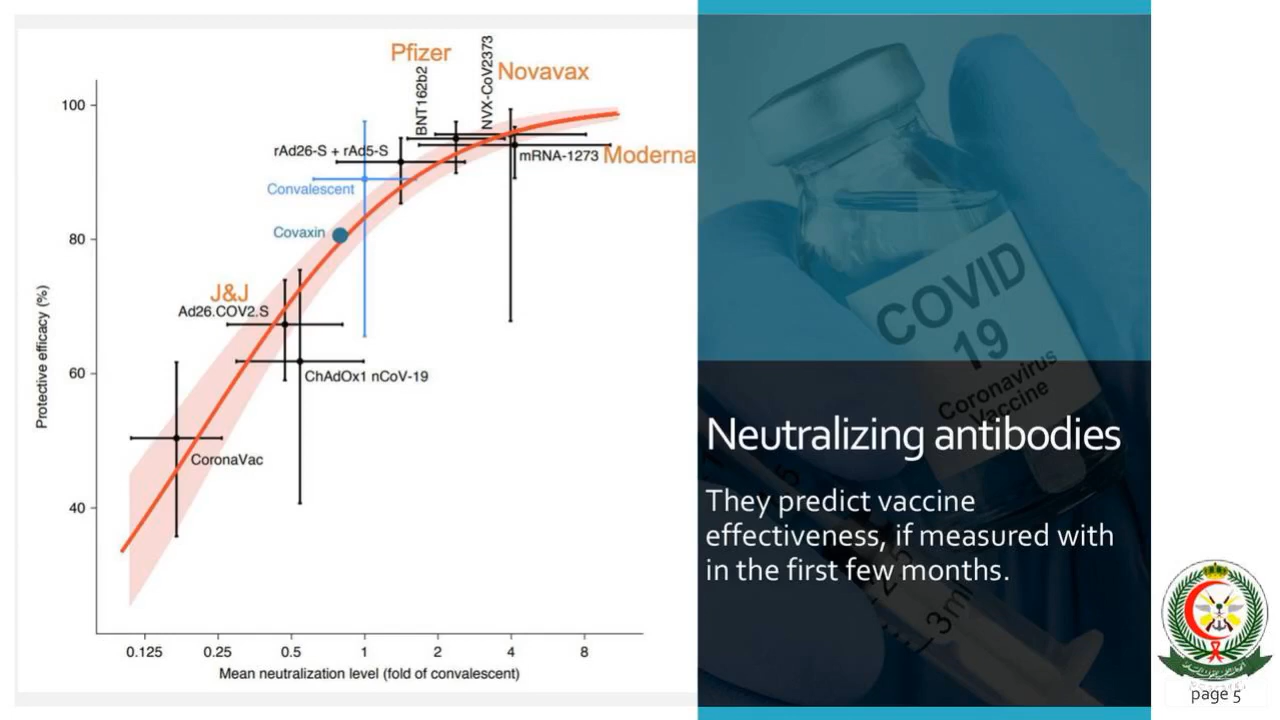 Pfizer
BNT162b2
NVX-CoV2373
Novavax
100
rAd26-S + rAd5-S
mRNA-1273
Moderna
Convalescent
Covaxin
80
J&J
Ad26.COV2.S
ChAdOx1 nCoV-19
60
CoronaVac
40
Protective efficacy (%)
0.125 0.25 0.5 1 2 4 8
Mean neutralization level (fold of convalescent)
COVID
19
Coronavirus
Vaccine
Neutralizing antibodies
They predict vaccine
effectiveness, if measured with
in the first few months.
3ml
page 5